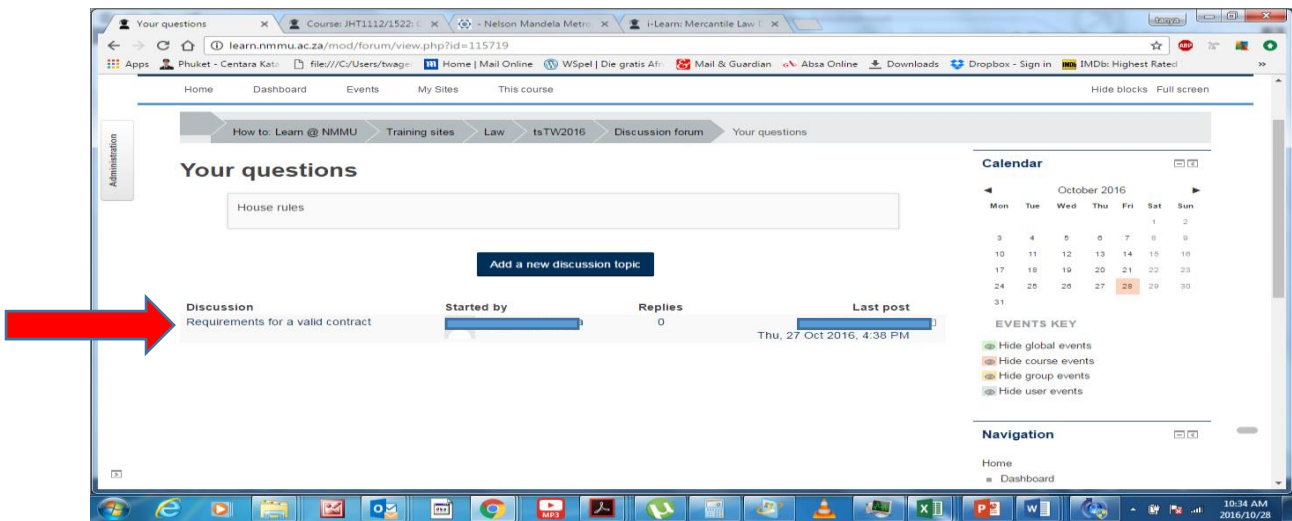 Your questions
Course: JHT1112/1522: C
- Nelson Mandela Metro
i-Learn: Mercantile Law D
tanya
learn.nmmu.ac.za/mod/forum/view.php?id=115719
ABP
Apps Phuket - Centara Kata file:///C:/Users/twage Home | Mail Online WSpel | Die gratis Afr Mail & Guardian Absa Online Downloads Dropbox - Sign in IMDb: Highest Rated »
Home Dashboard Events My Sites This course Hide blocks Full screen
Administration
How to: Learn @ NMMU Training sites Law tsTW2016 Discussion forum Your questions
Your questions
House rules
Add a new discussion topic
Discussion Started by Replies Last post
Requirements for a valid contract 0
Thu, 27 Oct 2016, 4:38 PM
Calendar
October 2016
Mon Tue Wed Thu Fri Sat Sun
1 2
3 4 5 6 7 8 9
10 11 12 13 14 15 16
17 18 19 20 21 22 23
24 25 26 27 28 29 30
31
EVENTS KEY
Hide global events
Hide course events
Hide group events
Hide user events
Navigation
Home
Dashboard
MP3
10:34 AM
2016/10/28